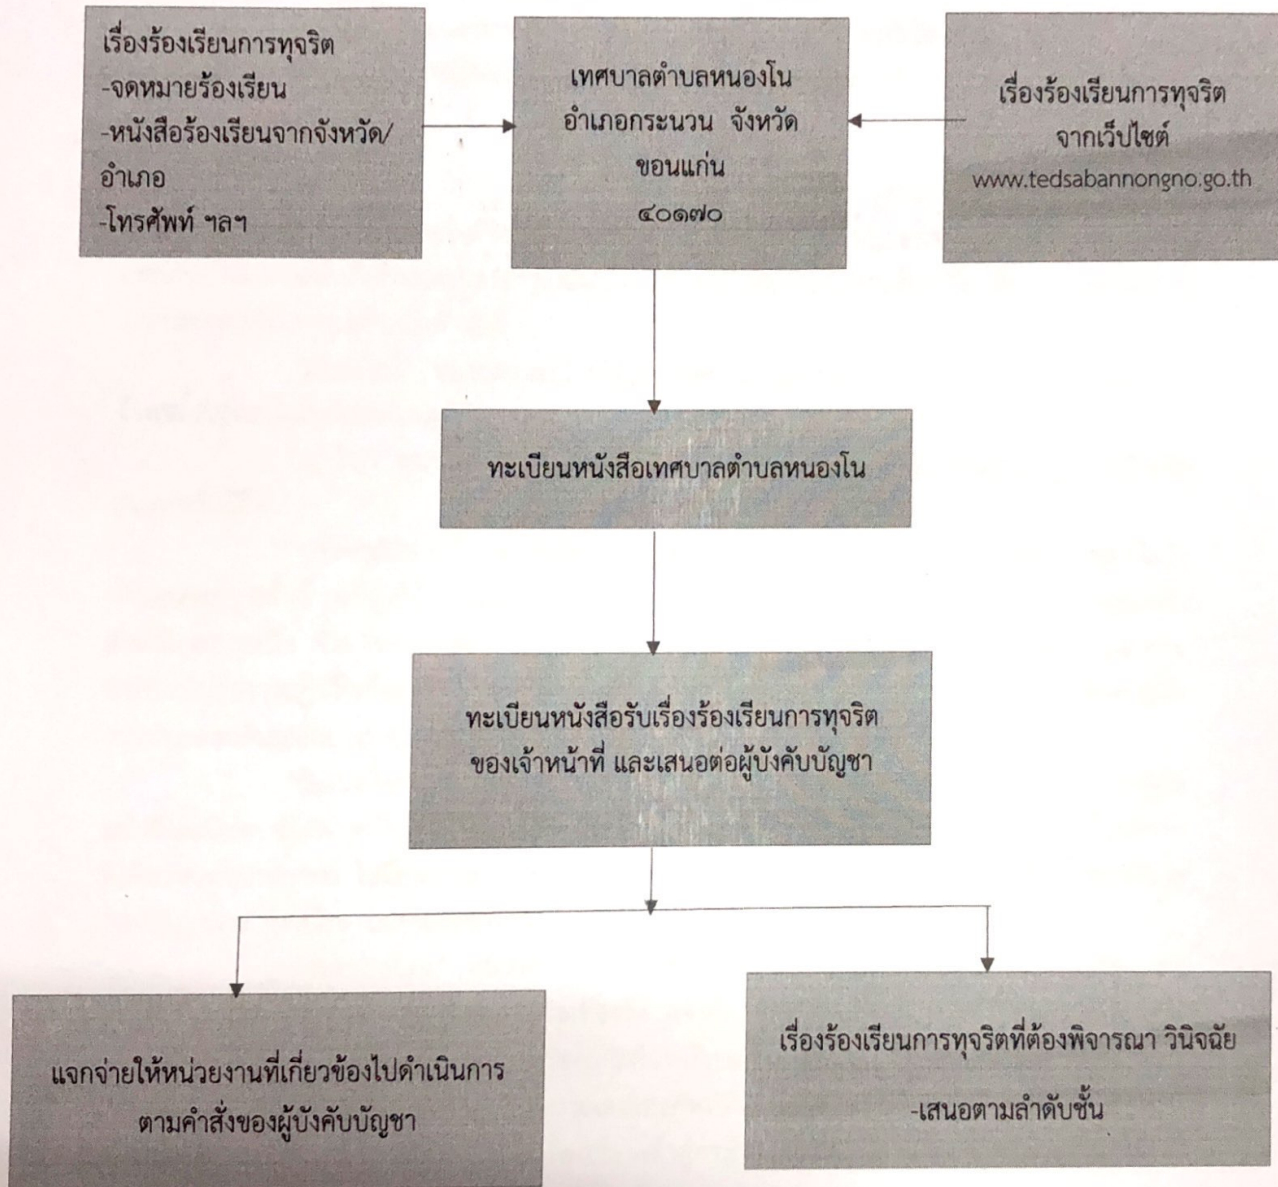 เรื่องร้องเรียนการทุจริต
-จดหมายร้องเรียน
-หนังสือร้องเรียนจากจังหวัด/
อำเภอ
-โทรศัพท์ ฯลฯ
เทศบาลตำบลหนองโน
อำเภอกระนวน จังหวัด
ขอนแก่น
๔๐๑๗๐
เรื่องร้องเรียนการทุจริต
จากเว็ปไซต์
www.tedsabannongno.go.th
ทะเบียนหนังสือเทศบาลตำบลหนองโน
ทะเบียนหนังสือรับเรื่องร้องเรียนการทุจริต
ของเจ้าหน้าที่ และเสนอต่อผู้บังคับบัญชา
แจกจ่ายให้หน่วยงานที่เกี่ยวข้องไปดำเนินการ
ตามคำสั่งของผู้บังคับบัญชา
เรื่องร้องเรียนการทุจริตที่ต้องพิจารณา วินิจฉัย
-เสนอตามลำดับชั้น